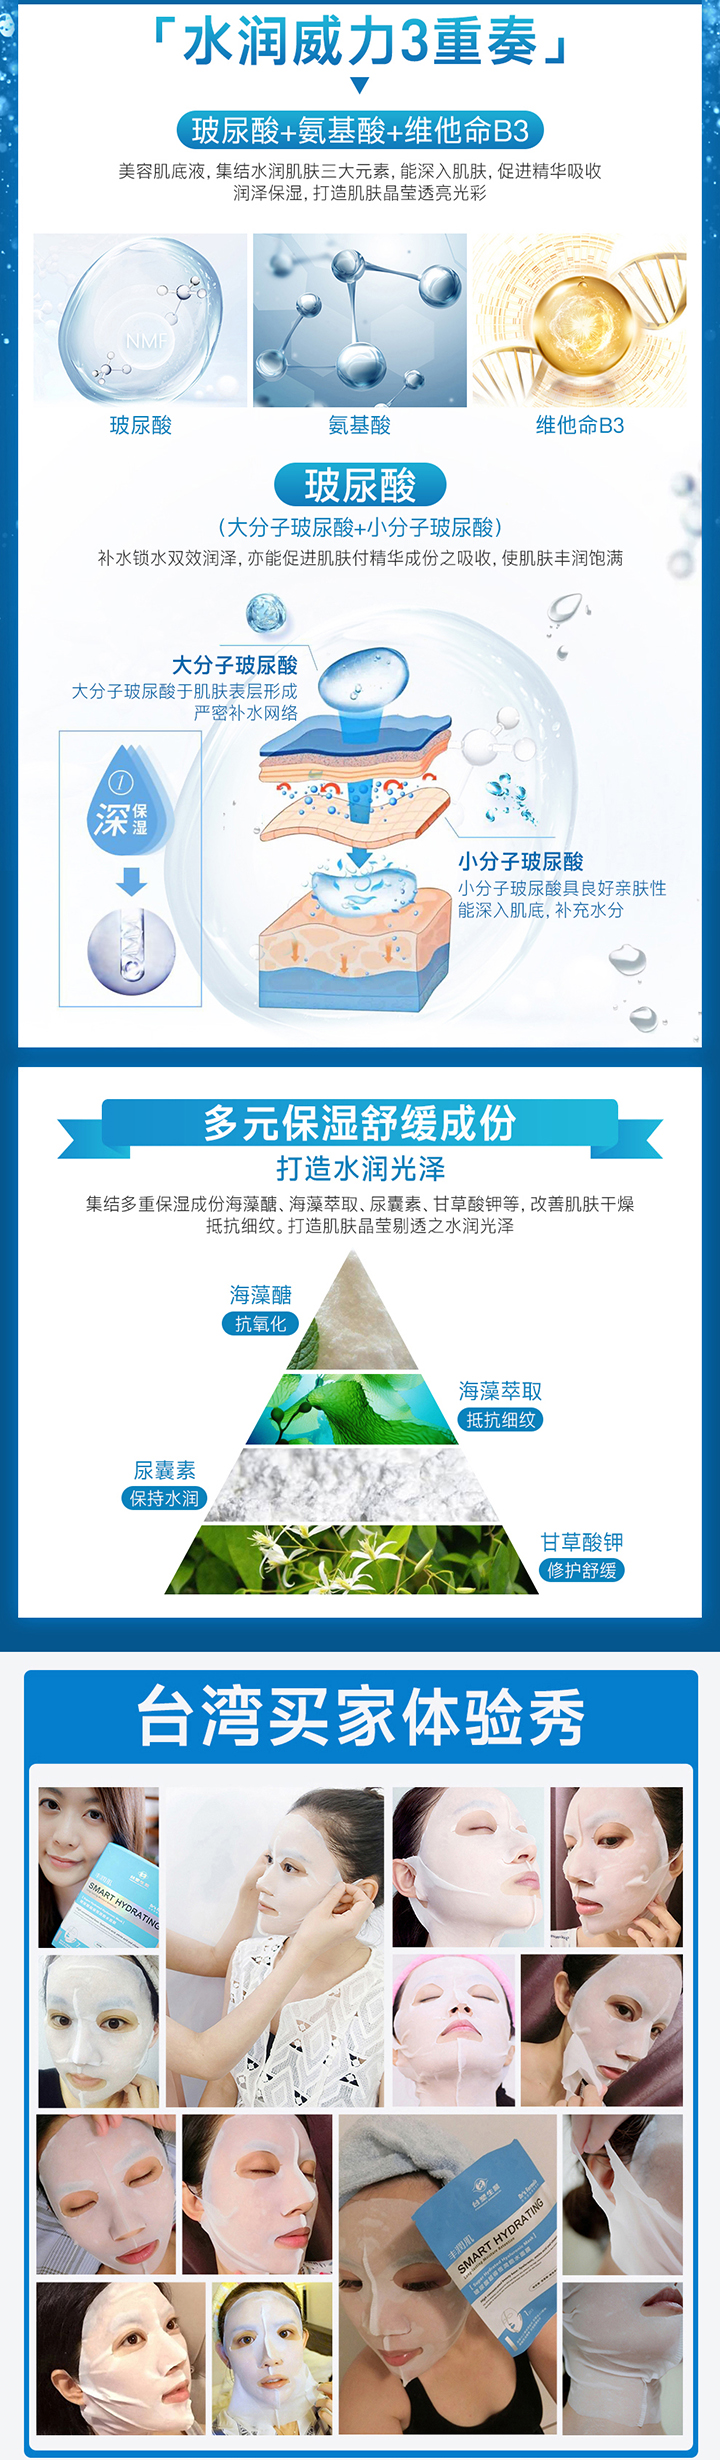 「水润威力3重奏」
玻尿酸+氨基酸+维他命B3
美容肌底液,集结水润肌肤三大元素,能深入肌肤,促进精华吸收
润泽保湿,打造肌肤晶莹透亮光彩
NMF
玻尿酸
氨基酸
维他命B3
玻尿酸
(大分子玻尿酸+小分子玻尿酸)
补水锁水双效润泽,亦能促进肌肤付精华成份之吸收,使肌肤丰润饱满
大分子玻尿酸
大分子玻尿酸于肌肤表层形成
严密补水网络
1
深保湿
小分子玻尿酸
小分子玻尿酸具良好亲肤性
能深入肌底,补充水分
多元保湿舒缓成份
打造水润光泽
集结多重保湿成份海藻醣、海藻萃取、尿囊素、甘草酸钾等,改善肌肤干燥
抵抗细纹。打造肌肤晶莹剔透之水润光泽
海藻醣
抗氧化
海藻萃取
抵抗细纹
尿囊素
保持水润
甘草酸钾
修护舒缓
台湾买家体验秀
SMART HYDRATING
台塑生医
丰润肌
SMART HYDRATING